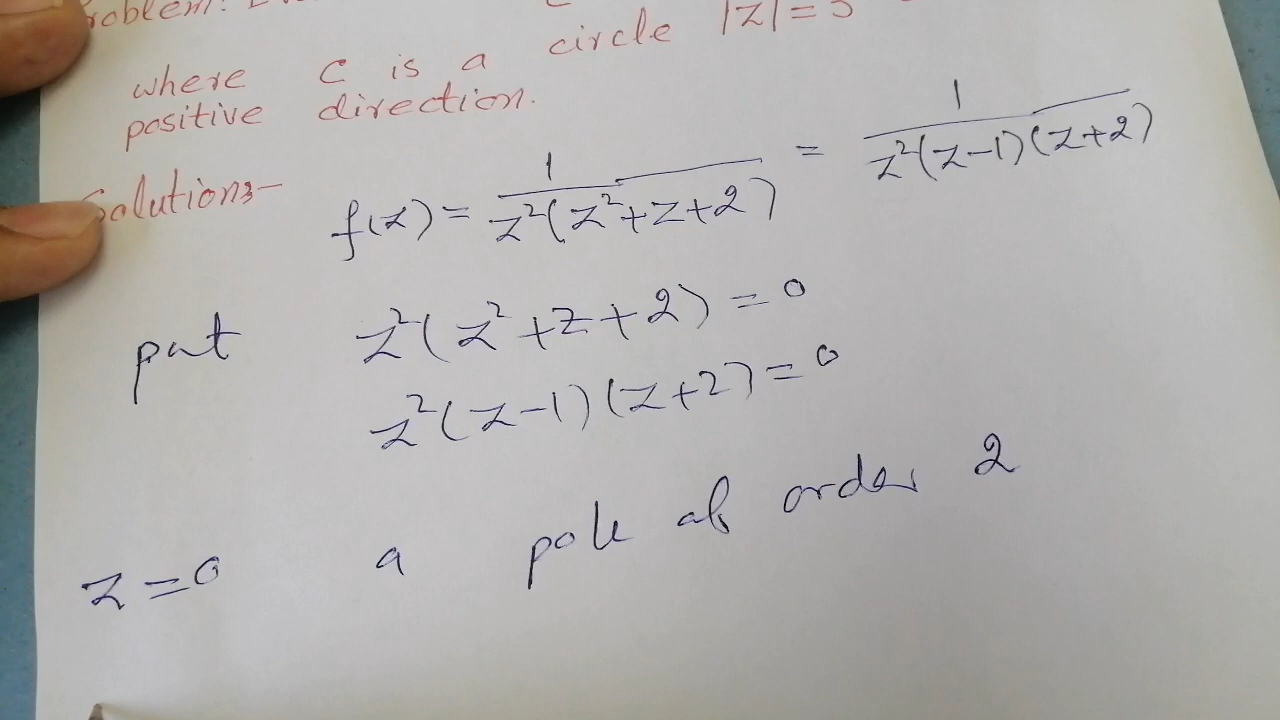 where C is a circle |z|=3
positive direction.
Solution:-
f(z) = 1/(z²(z²+z+2)) = 1/(z²(z-1)(z+2))
put z²(z²+z+2) = 0
z²(z-1)(z+2) = 0
z=0 a pole of order 2